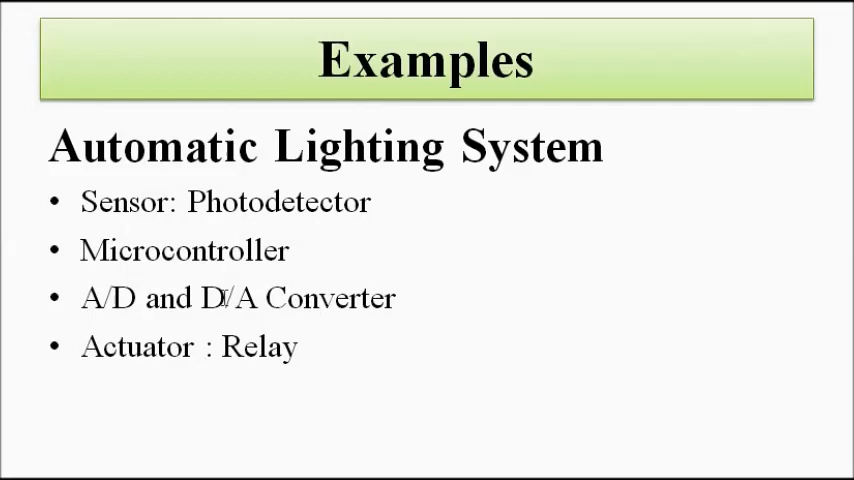 Examples
Automatic Lighting System
• Sensor: Photodetector
• Microcontroller
• A/D and D/A Converter
• Actuator : Relay